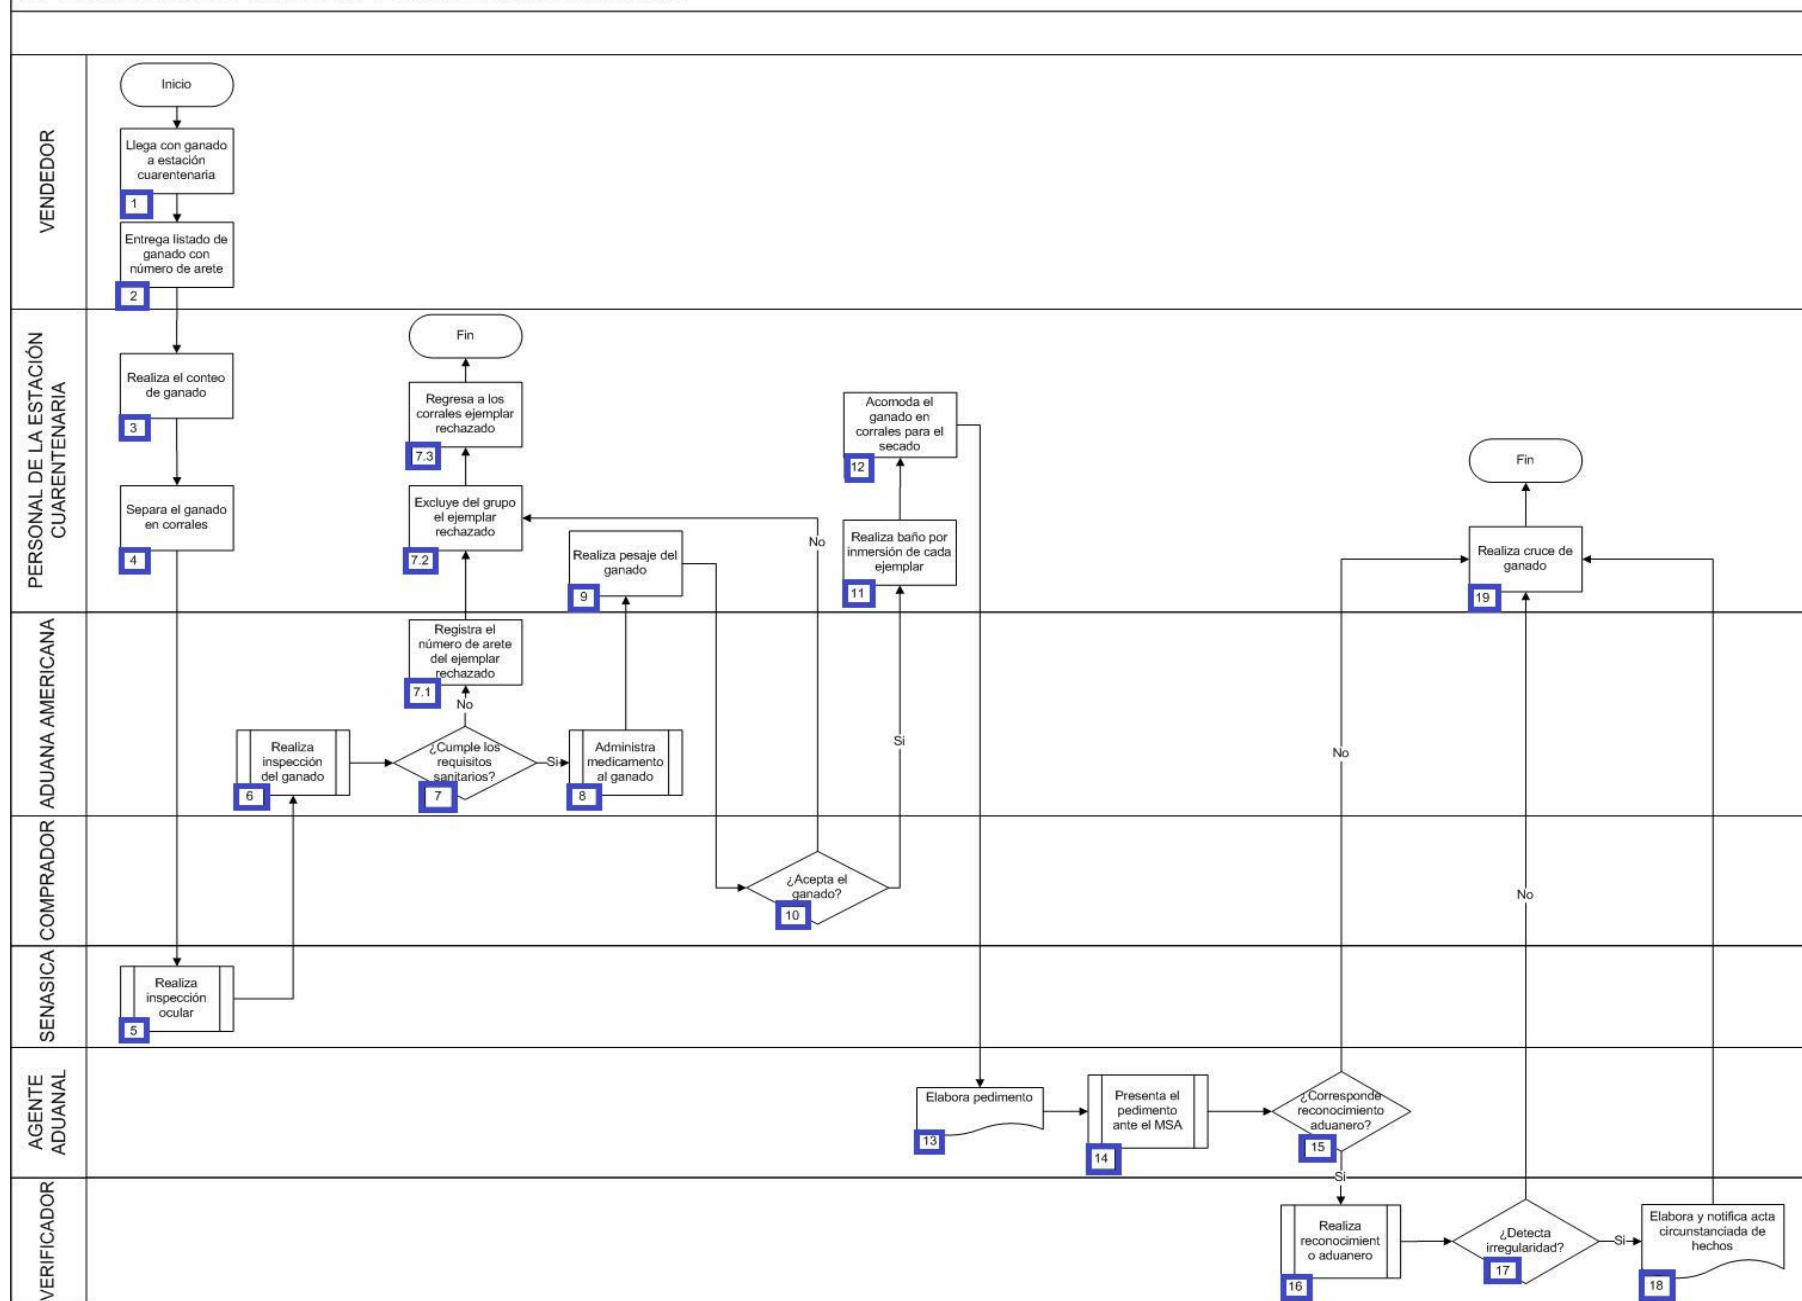 VENDEDOR
Inicio
Llega con ganado
a estación
cuarentenaria
1
Entrega listado de
ganado con
número de arete
2
PERSONAL DE LA ESTACIÓN
CUARENTENARIA
Realiza el conteo
de ganado
3
Separa el ganado
en corrales
4
Fin
Regresa a los
corrales ejemplar
rechazado
7.3
Excluye del grupo
el ejemplar
rechazado
7.2
Realiza pesaje del
ganado
9
No
Acomoda el
ganado en
corrales para el
secado
12
Realiza baño por
inmersión de cada
ejemplar
11
Fin
Realiza cruce de
ganado
19
ADUANA AMERICANA
Registra el
número de arete
del ejemplar
rechazado
7.1
No
Realiza
inspección
del ganado
6
¿Cumple los
requisitos
sanitarios?
7
Si
Administra
medicamento
al ganado
8
Si
No
COMPRADOR
¿Acepta el
ganado?
10
No
SENASICA
Realiza
inspección
ocular
5
AGENTE
ADUANAL
Elabora pedimento
13
Presenta el
pedimento
ante el MSA
14
¿Corresponde
reconocimiento
aduanero?
15
Si
VERIFICADOR
Realiza
reconocimient
o aduanero
16
¿Detecta
irregularidad?
17
Si
Elabora y notifica acta
circunstanciada de
hechos
18